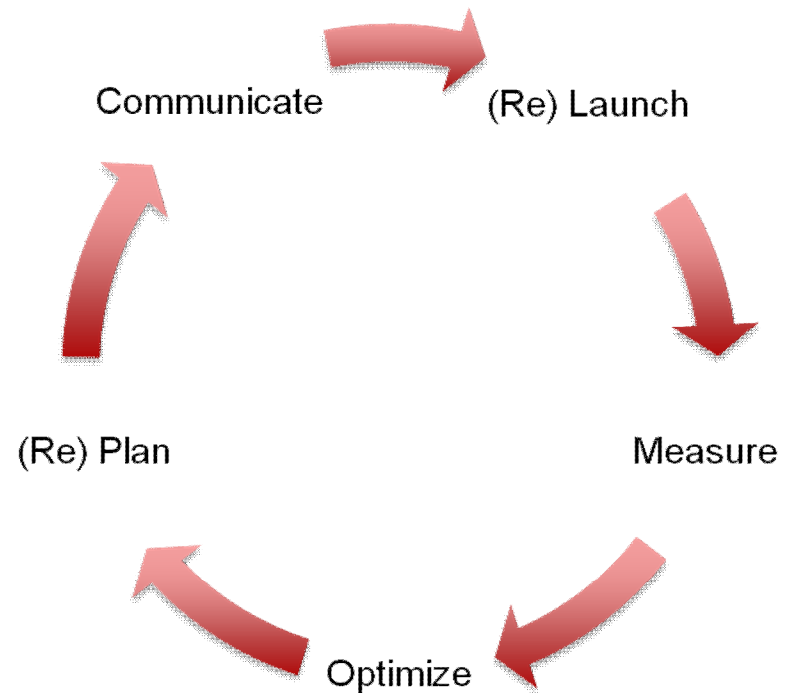 Communicate
(Re) Launch
(Re) Plan
Measure
Optimize